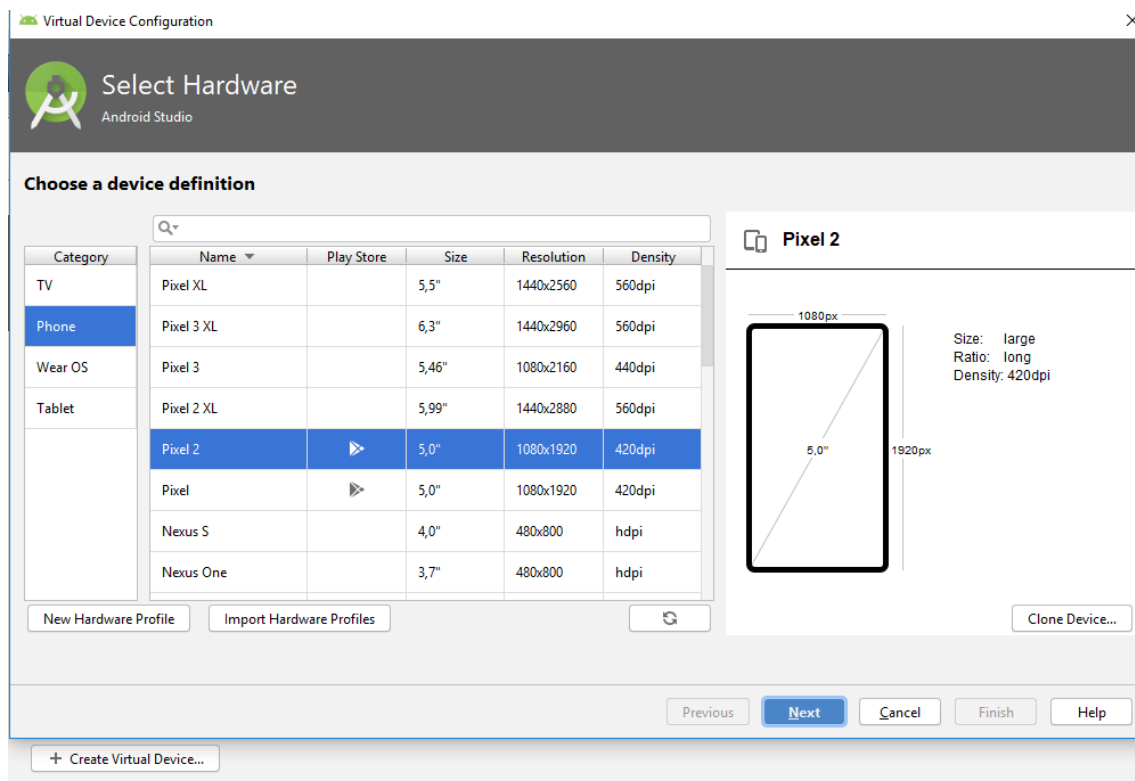 Virtual Device Configuration
Select Hardware
Android Studio
Choose a device definition
Category
TV
Phone
Wear OS
Tablet
Name Play Store Size Resolution Density
Pixel XL 5,5" 1440x2560 560dpi
Pixel 3 XL 6,3" 1440x2960 560dpi
Pixel 3 5,46" 1080x2160 440dpi
Pixel 2 XL 5,99" 1440x2880 560dpi
Pixel 2 5,0" 1080x1920 420dpi
Pixel 5,0" 1080x1920 420dpi
Nexus S 4,0" 480x800 hdpi
Nexus One 3,7" 480x800 hdpi
New Hardware Profile Import Hardware Profiles
Pixel 2
1080px
Size: large
Ratio: long
Density: 420dpi
5,0" 1920px
Clone Device...
Previous Next Cancel Finish Help
+ Create Virtual Device...